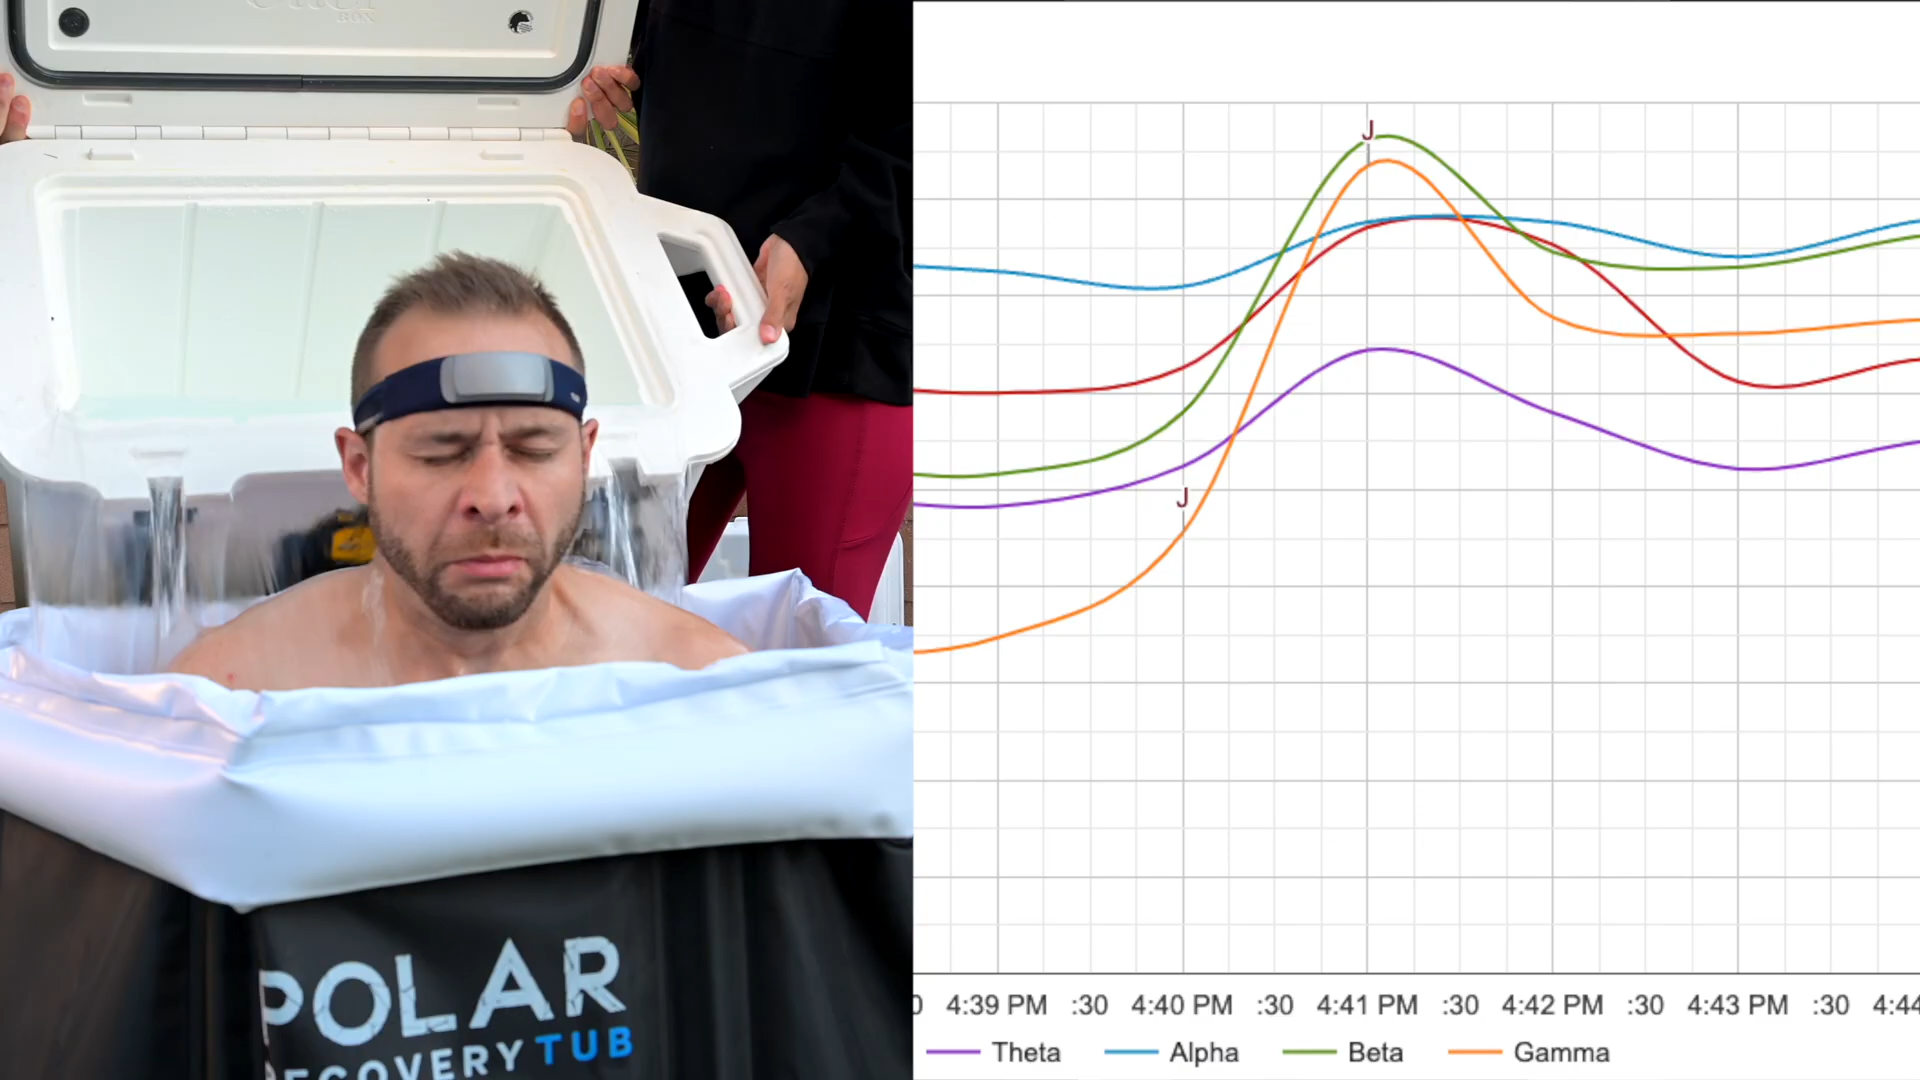 OtterBOX
J
J
4:39 PM :30 4:40 PM :30 4:41 PM :30 4:42 PM :30 4:43 PM :30 4:44
Theta Alpha Beta Gamma
POLAR
RECOVERY TUB